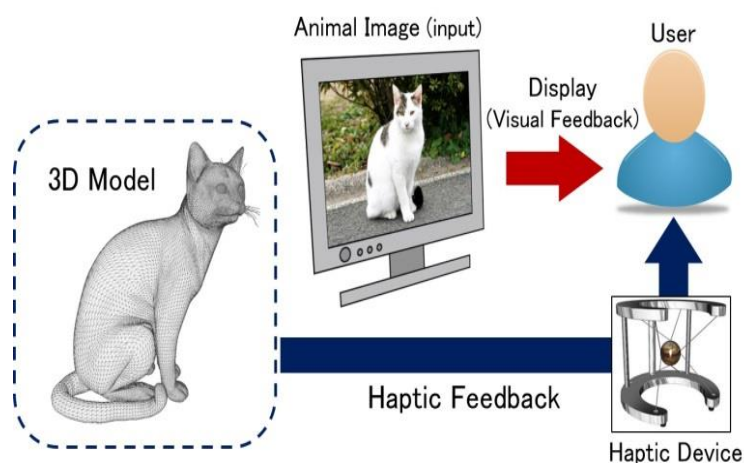 Animal Image (input)
User
Display
(Visual Feedback)
3D Model
Haptic Feedback
Haptic Device